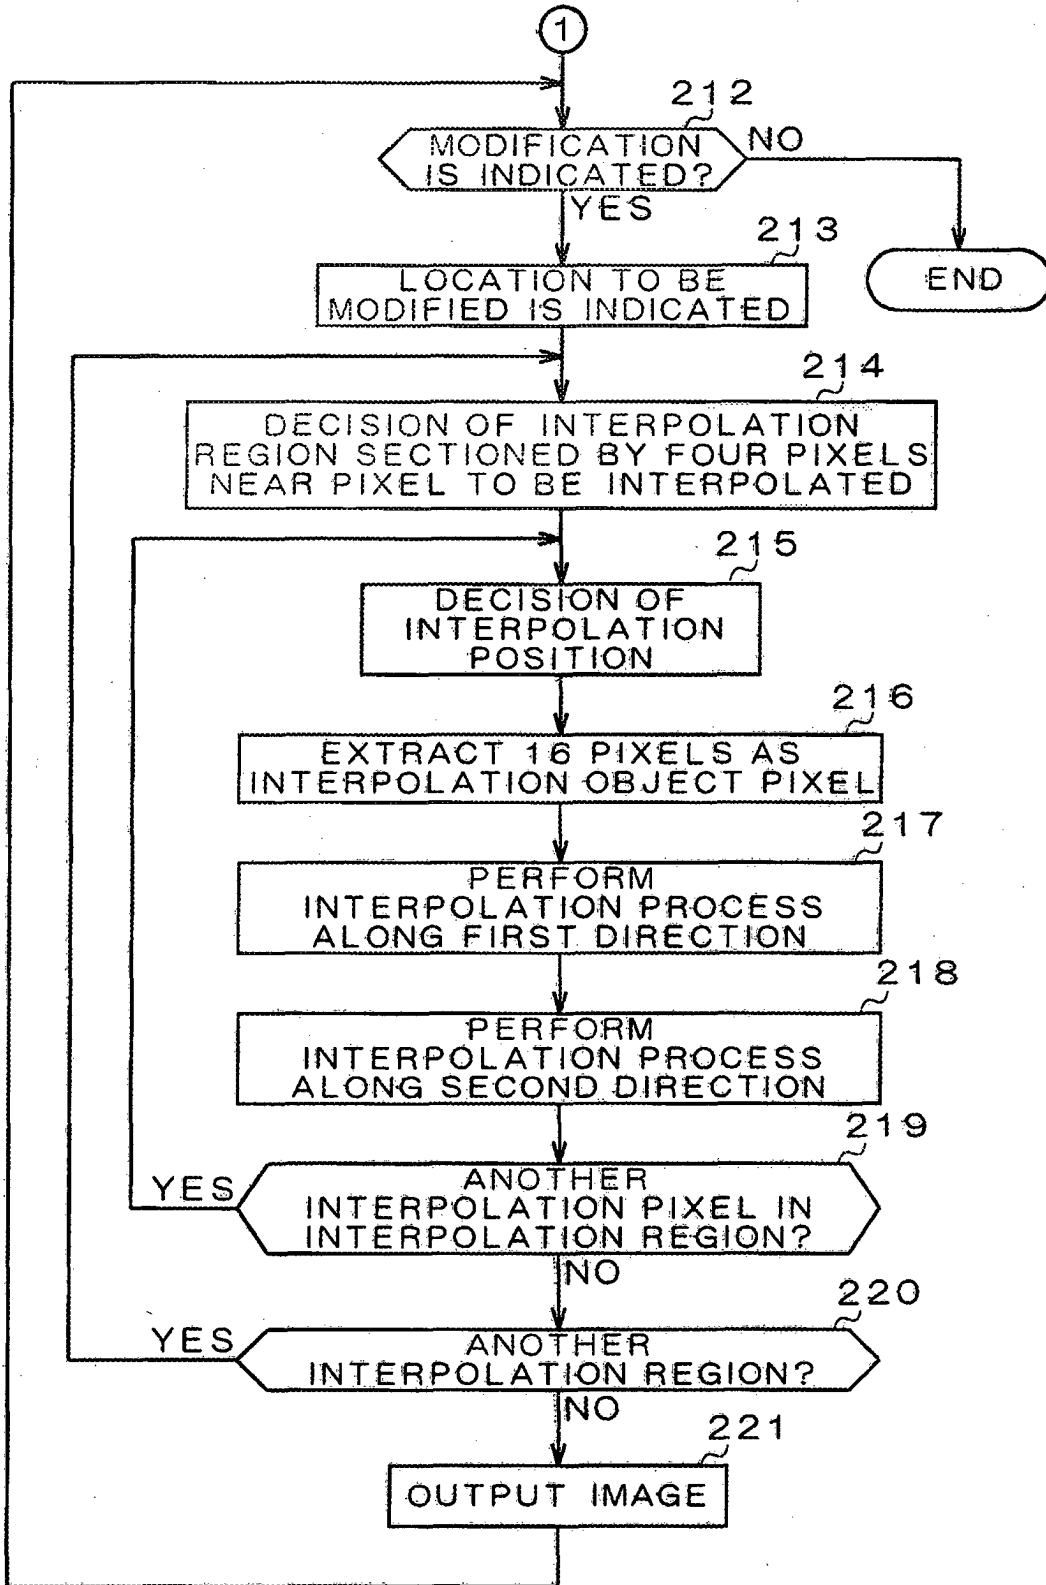 1
212
MODIFICATION
IS INDICATED?
NO
YES
END
213
LOCATION TO BE
MODIFIED IS INDICATED
214
DECISION OF INTERPOLATION
REGION SECTIONED BY FOUR PIXELS
NEAR PIXEL TO BE INTERPOLATED
215
DECISION OF
INTERPOLATION
POSITION
216
EXTRACT 16 PIXELS AS
INTERPOLATION OBJECT PIXEL
217
PERFORM
INTERPOLATION PROCESS
ALONG FIRST DIRECTION
218
PERFORM
INTERPOLATION PROCESS
ALONG SECOND DIRECTION
219
YES
ANOTHER
INTERPOLATION PIXEL IN
INTERPOLATION REGION?
NO
220
YES
ANOTHER
INTERPOLATION REGION?
NO
221
OUTPUT IMAGE